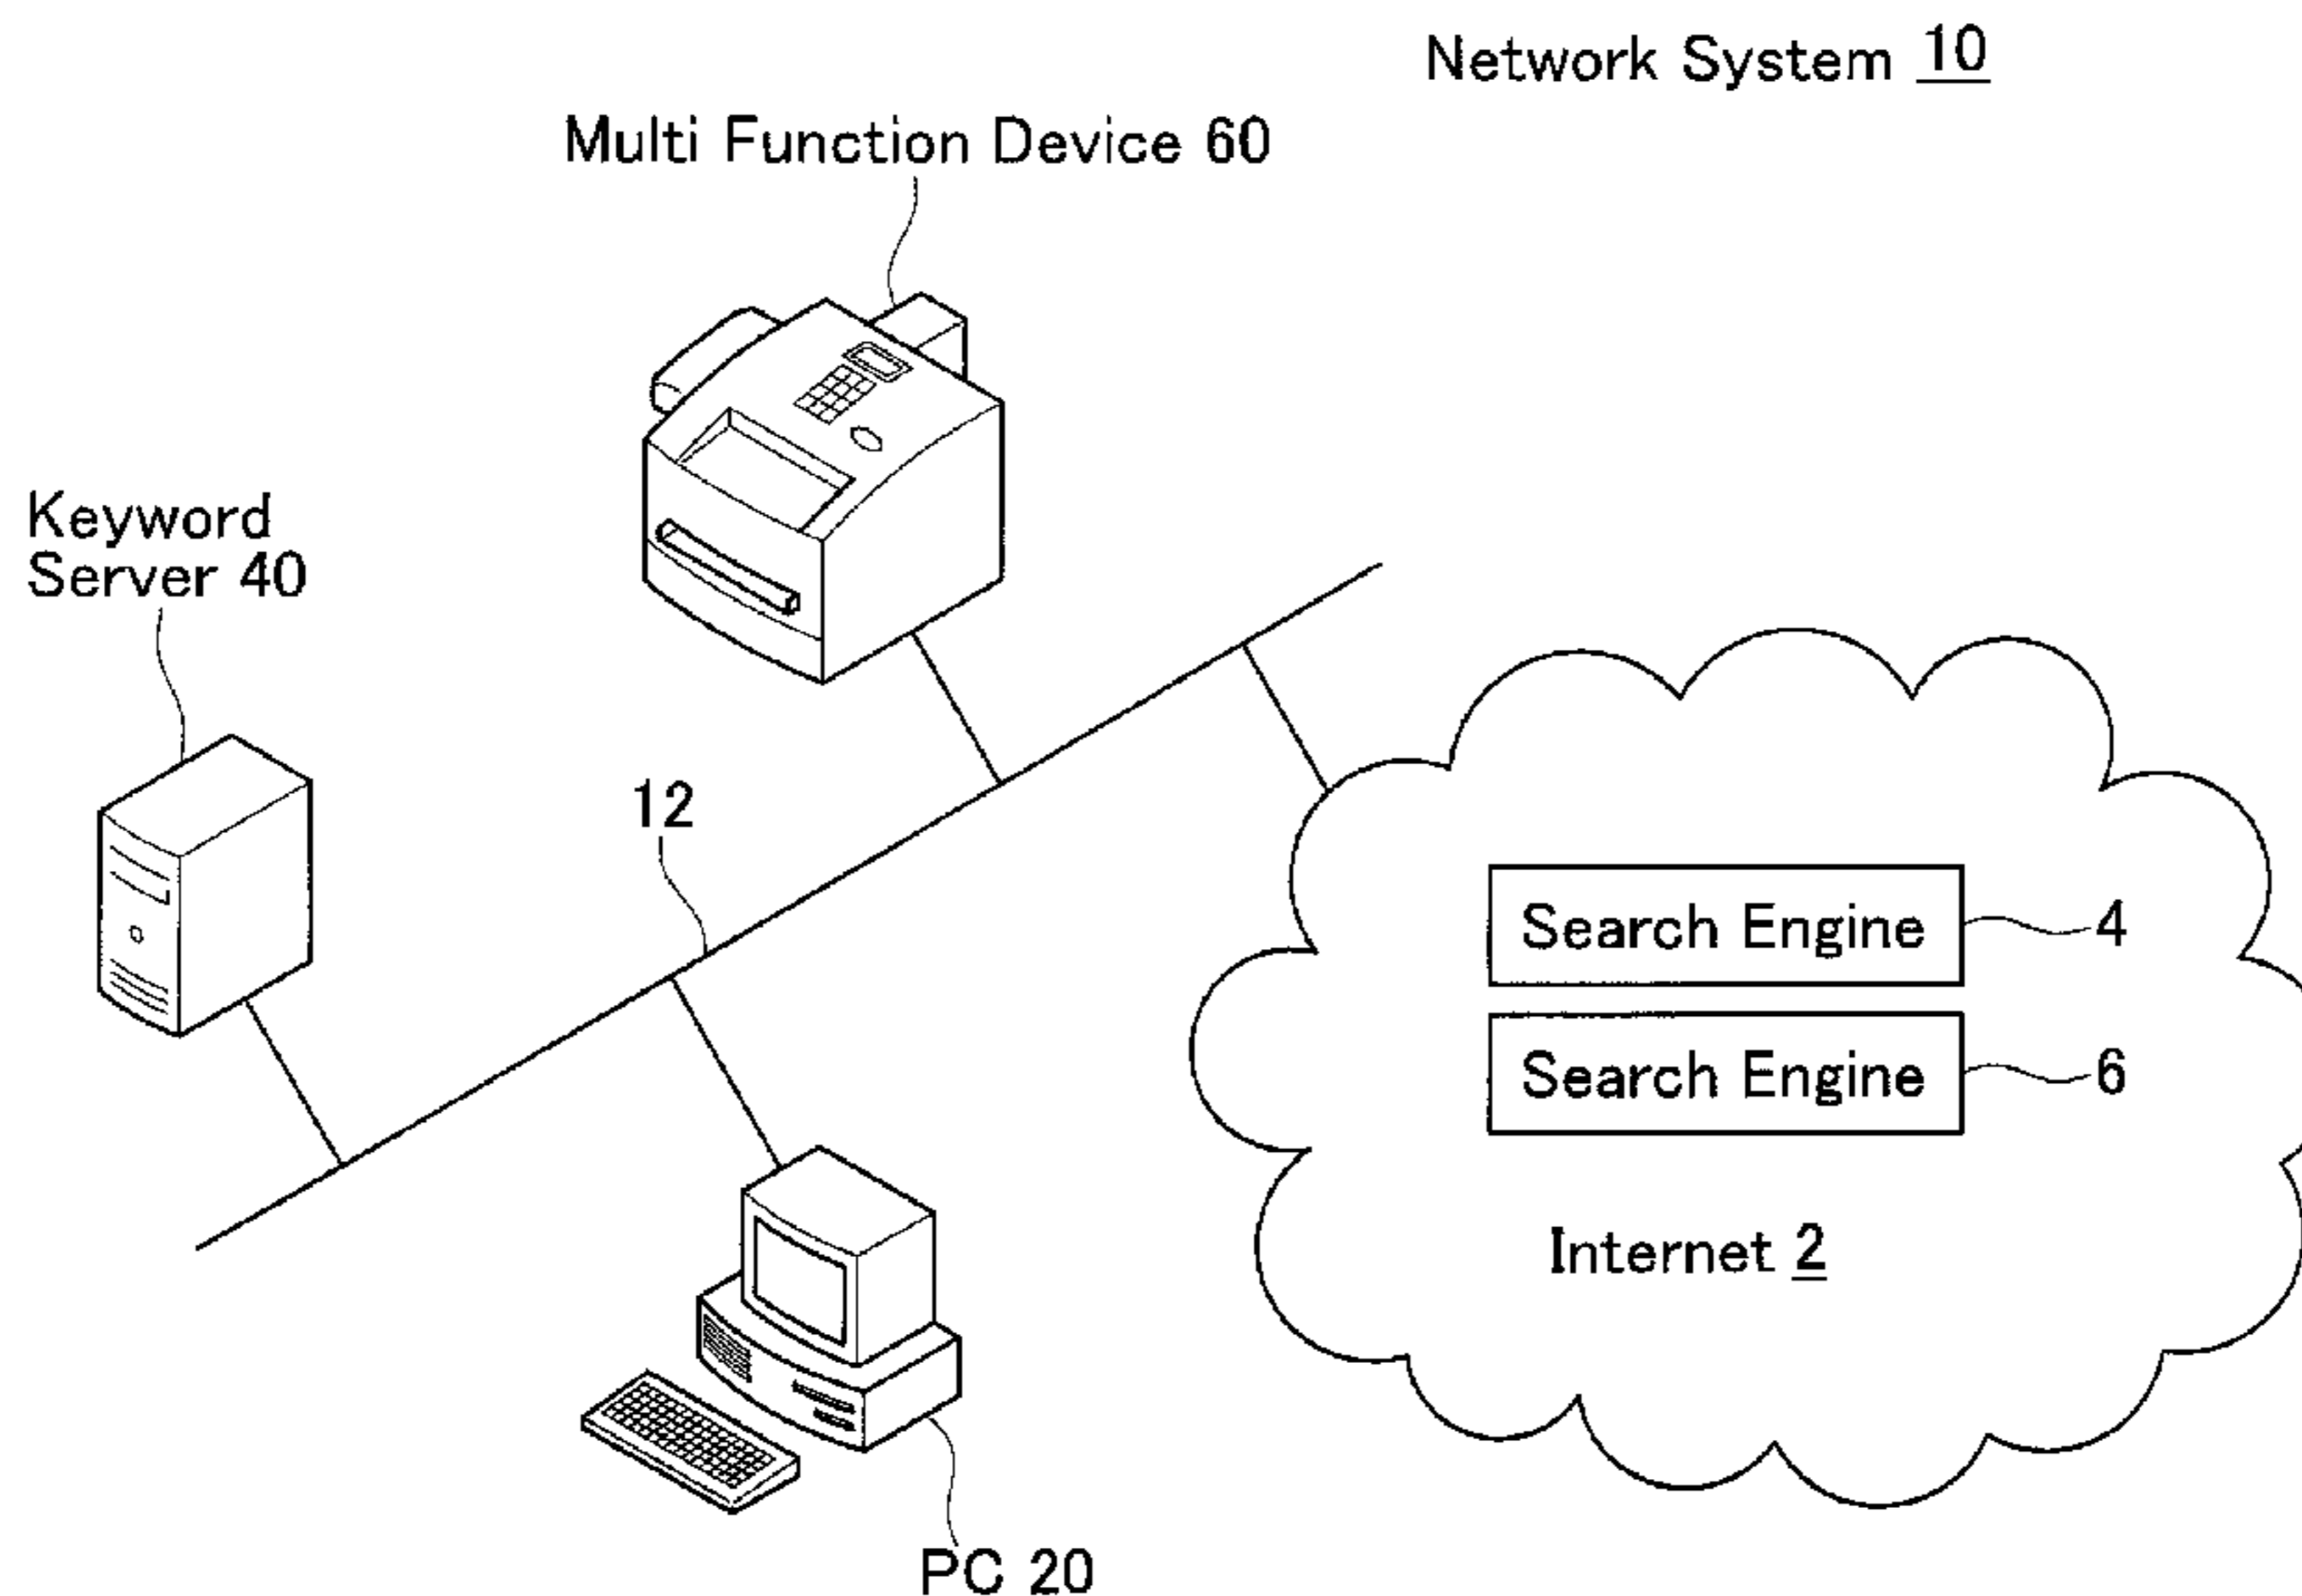 Network System 10
Multi Function Device 60
Keyword
Server 40
12
Search Engine
4
Search Engine
6
Internet 2
PC 20